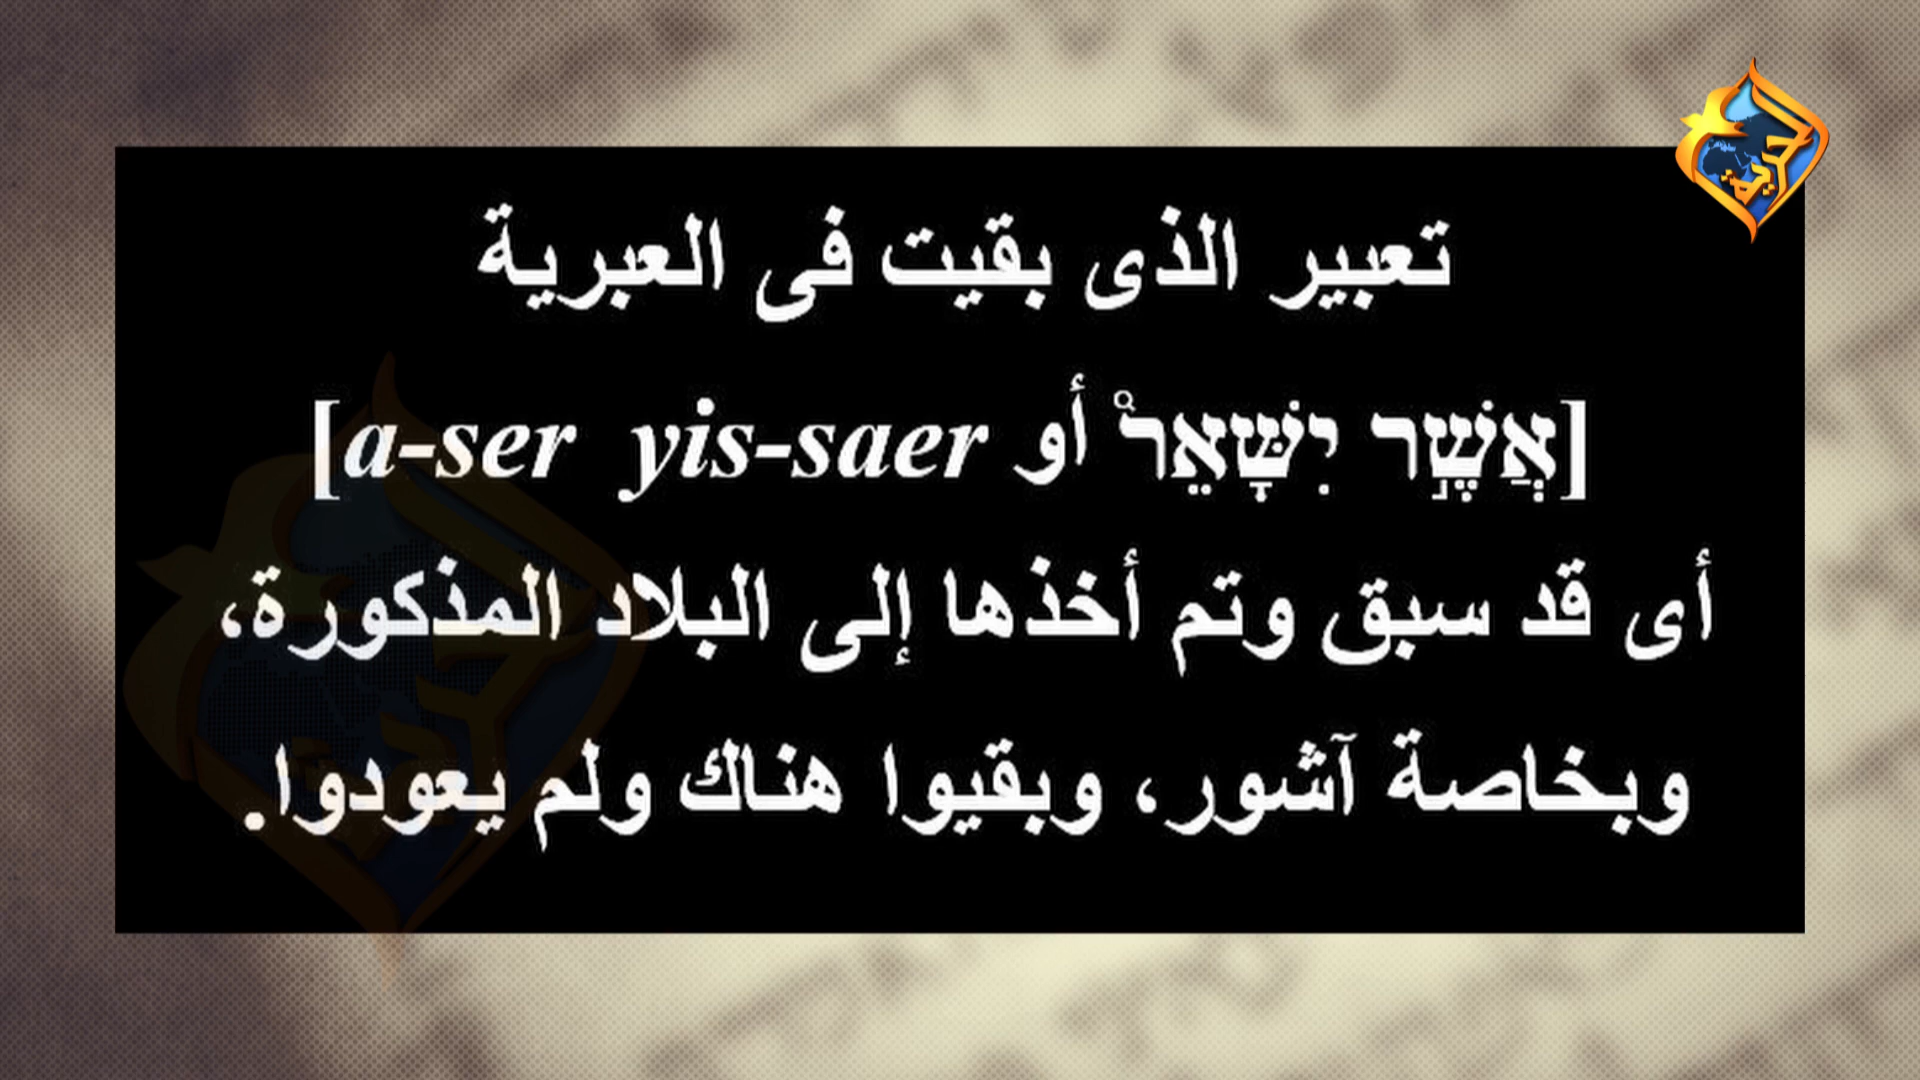 الحرية
تعبير الذى بقيت فى العبرية
[אֲשֶׁ֣ר יִשָּׁאֵר֩ أو a-ser yis-saer]
أى قد سبق وتم أخذها إلى البلاد المذكورة،
وبخاصة آشور، وبقيوا هناك ولم يعودوا.